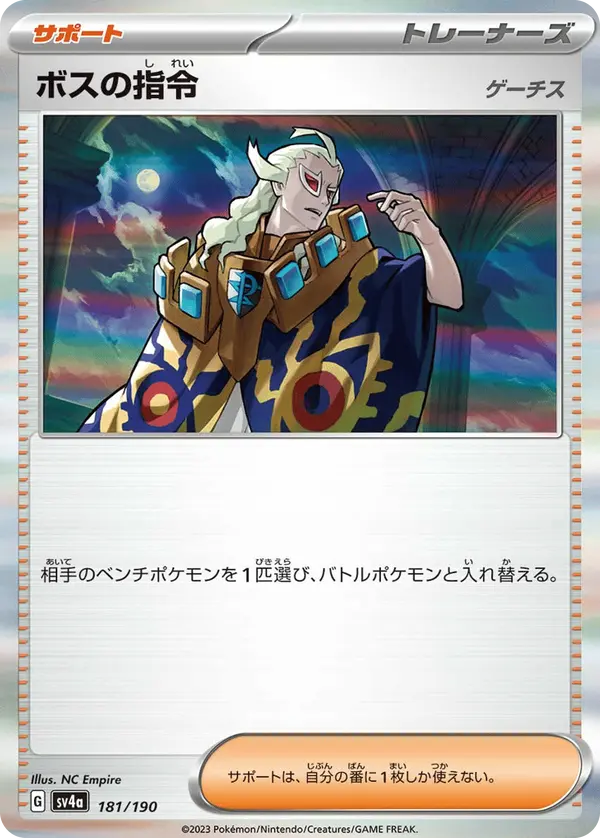 サポート
トレーナーズ
しれい
ボスの指令
ゲーチス
あいて ぴきえら い か
相手のベンチポケモンを1匹選び、バトルポケモンと入れ替える。
じぶん ばん まい つか
サポートは、自分の番に1枚しか使えない。
Illus. NC Empire
G sv4a 181/190
©2023 Pokémon/Nintendo/Creatures/GAME FREAK.